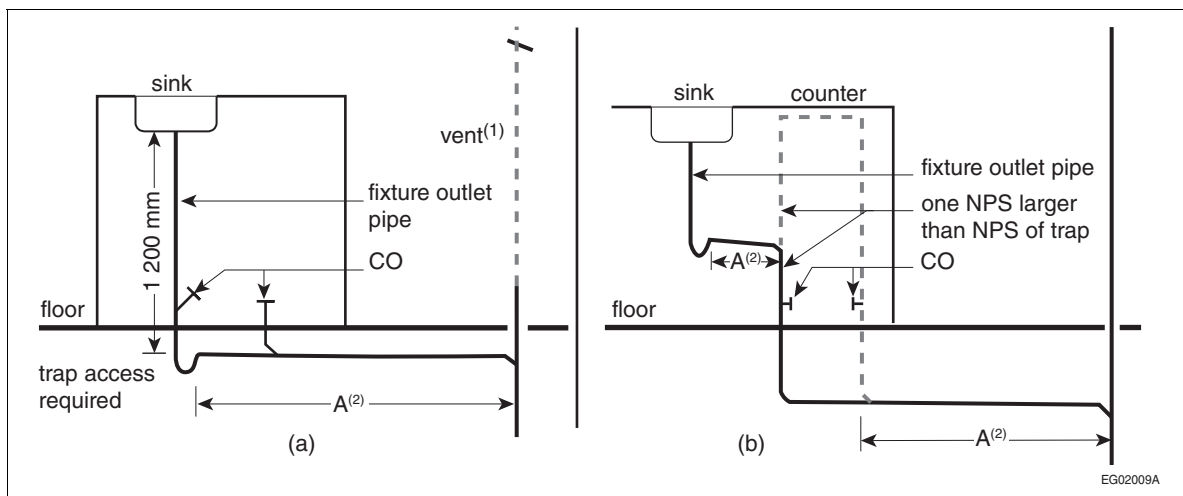 sink
vent(1)
fixture outlet
pipe
1 200 mm
CO
floor
trap access
required
A(2)
(a)
sink
counter
fixture outlet pipe
one NPS larger
than NPS of trap
A(2)
CO
floor
A(2)
(b)
EG02009A